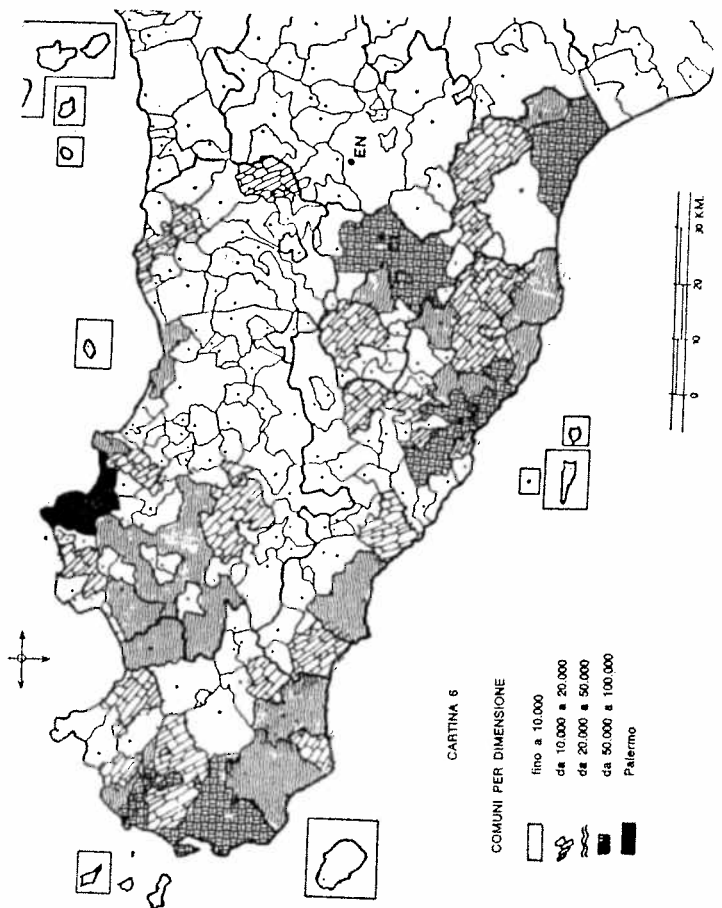 EN
CL
30 KM.
20
10
0
CARTINA 6
COMUNI PER DIMENSIONE
fino a 10.000
da 10.000 a 20.000
da 20.000 a 50.000
da 50.000 a 100.000
Palermo